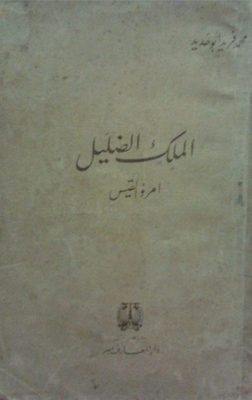 محمد فريد أبو حديد
الملك الضليل
امرؤ القيس
دار المعارف بمصر